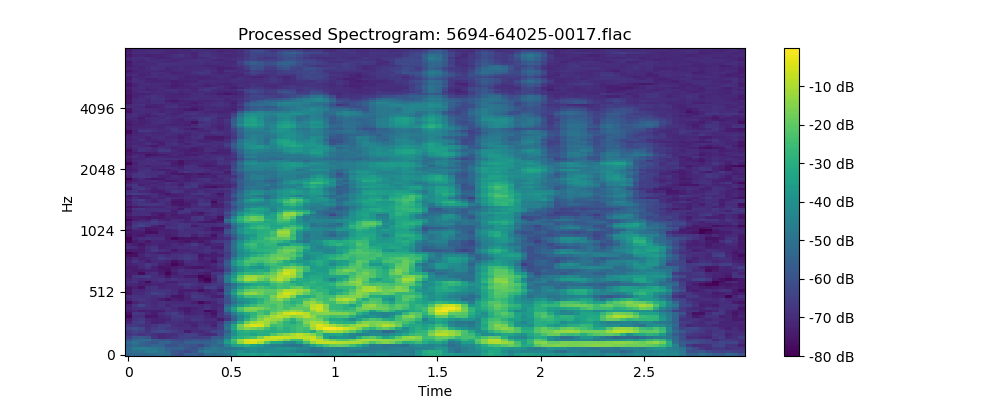 Processed Spectrogram: 5694-64025-0017.flac
Hz
4096
2048
1024
512
0
0
0.5
1
1.5
2
2.5
Time
-10 dB
-20 dB
-30 dB
-40 dB
-50 dB
-60 dB
-70 dB
-80 dB